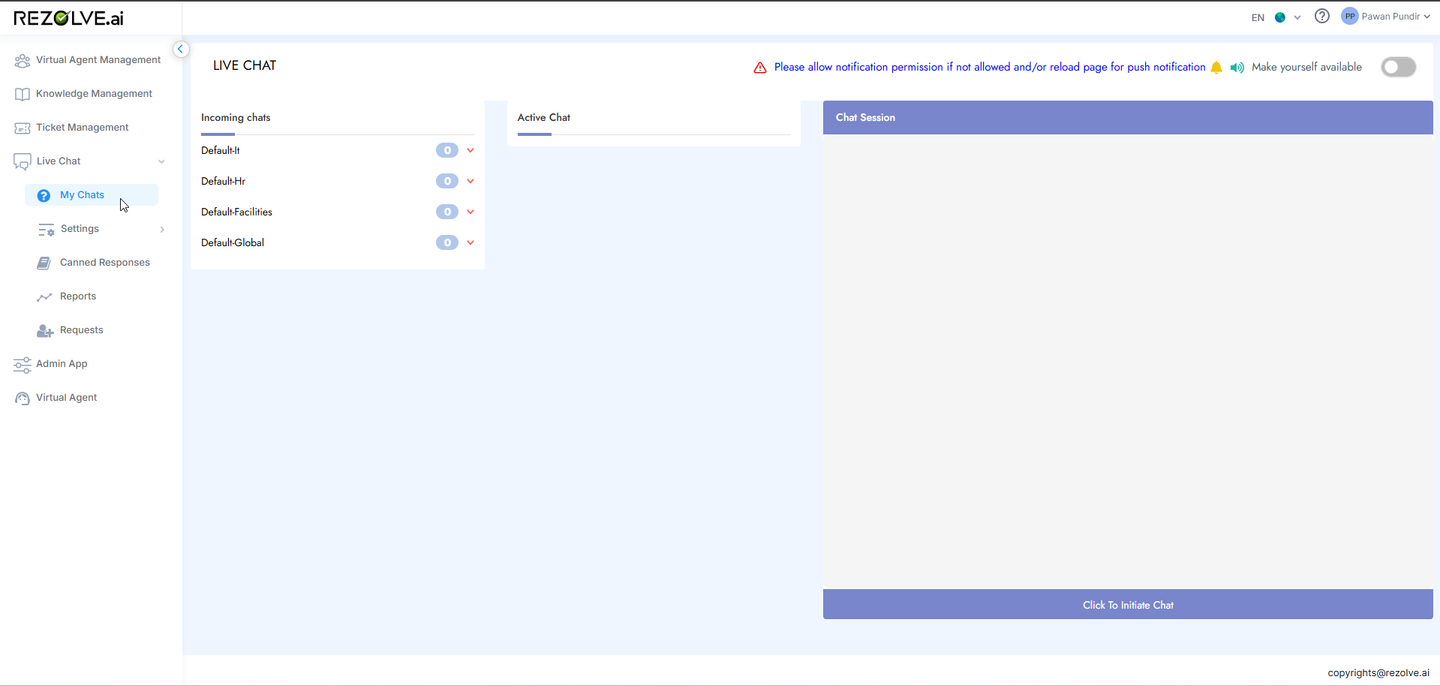 REZOLVE.ai
EN
PP Pawan Pundir
Virtual Agent Management
Knowledge Management
Ticket Management
Live Chat
My Chats
Settings
Canned Responses
Reports
Requests
Admin App
Virtual Agent
LIVE CHAT
Please allow notification permission if not allowed and/or reload page for push notification
Make yourself available
Incoming chats
Default-It 0
Default-Hr 0
Default-Facilities 0
Default-Global 0
Active Chat
Chat Session
Click To Initiate Chat
copyrights@rezolve.ai